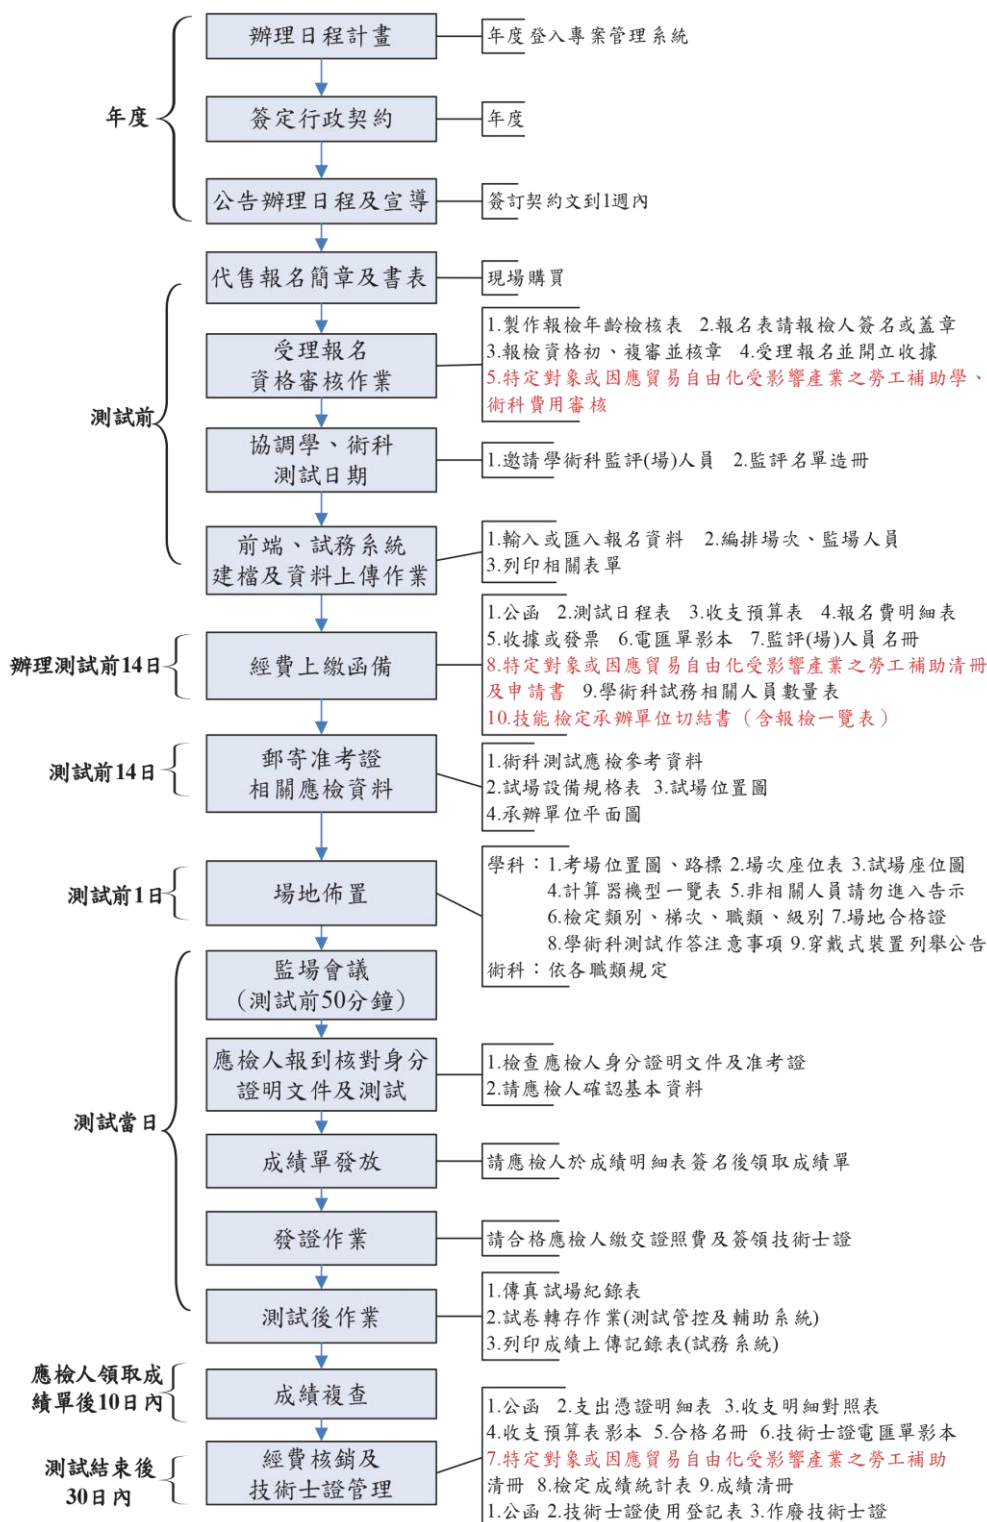 辦理日程計畫
年度登入專案管理系統
年度
簽定行政契約
年度
公告辦理日程及宣導
簽訂契約文到1週內
測試前
代售報名簡章及書表
現場購買
受理報名
資格審核作業
1.製作報檢年齡檢核表 2.報名表請報檢人簽名或蓋章
3.報檢資格初、複審並核章 4.受理報名並開立收據
5.特定對象或因應貿易自由化受影響產業之勞工補助學、
術科費用審核
協調學、術科
測試日期
1.邀請學術科監評(場)人員 2.監評名單造冊
前端、試務系統
建檔及資料上傳作業
1.輸入或匯入報名資料 2.編排場次、監場人員
3.列印相關表單
辦理測試前14日
經費上繳函備
1.公函 2.測試日程表 3.收支預算表 4.報名費明細表
5.收據或發票 6.電匯單影本 7.監評(場)人員名冊
8.特定對象或因應貿易自由化受影響產業之勞工補助清冊
及申請書 9.學術科試務相關人員數量表
10.技能檢定承辦單位切結書（含報檢一覽表）
測試前14日
郵寄准考證
相關應檢資料
1.術科測試應檢參考資料
2.試場設備規格表 3.試場位置圖
4.承辦單位平面圖
測試前1日
場地佈置
學科：1.考場位置圖、路標 2.場次座位表 3.試場座位圖
4.計算器機型一覽表 5.非相關人員請勿進入告示
6.檢定類別、梯次、職類、級別 7.場地合格證
8.學術科測試作答注意事項 9.穿戴式裝置列舉公告
術科：依各職類規定
測試當日
監場會議
（測試前50分鐘）
應檢人報到核對身分
證明文件及測試
1.檢查應檢人身分證明文件及准考證
2.請應檢人確認基本資料
成績單發放
請應檢人於成績明細表簽名後領取成績單
發證作業
請合格應檢人繳交證照費及簽領技術士證
測試後作業
1.傳真試場紀錄表
2.試卷轉存作業(測試管控及輔助系統)
3.列印成績上傳記錄表(試務系統)
應檢人領取成
績單後10日內
成績複查
測試結束後
30日內
經費核銷及
技術士證管理
1.公函 2.支出憑證明細表 3.收支明細對照表
4.收支預算表影本 5.合格名冊 6.技術士證電匯單影本
7.特定對象或因應貿易自由化受影響產業之勞工補助
清冊 8.檢定成績統計表 9.成績清冊
1.公函 2.技術士證使用登記表 3.作廢技術士證